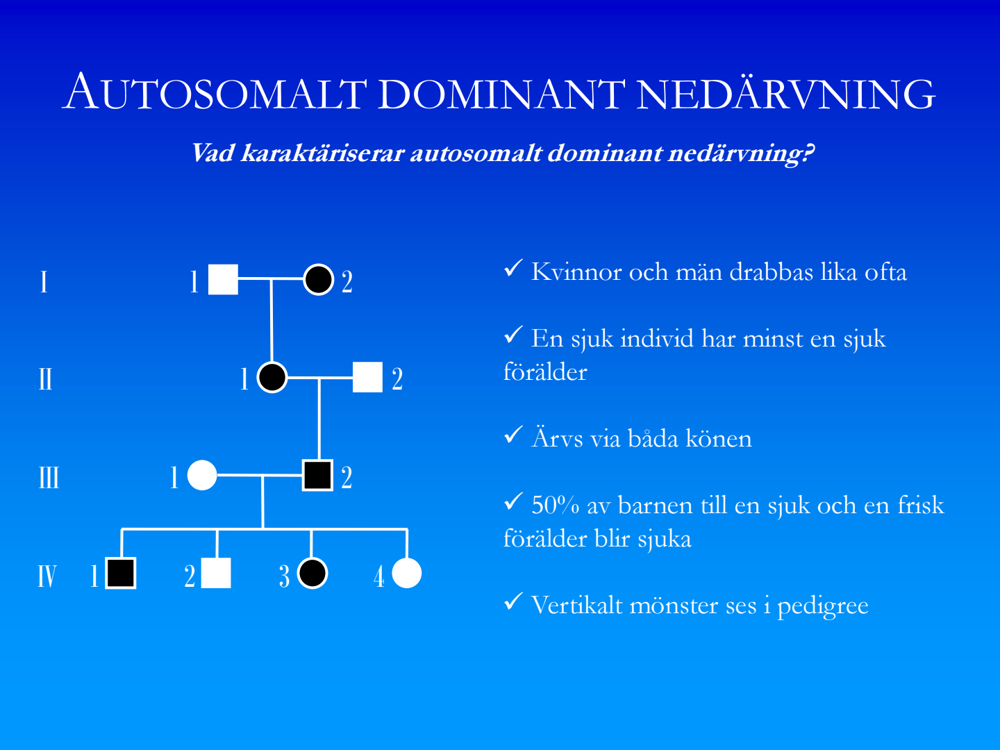 AUTOSOMALT DOMINANT NEDÄRVNING
Vad karaktäriserar autosomalt dominant nedärvning?
I 1 2
II 1 2
III 1 2
IV 1 2 3 4
✓ Kvinnor och män drabbas lika ofta
✓ En sjuk individ har minst en sjuk
förälder
✓ Ärvs via båda könen
✓ 50% av barnen till en sjuk och en frisk
förälder blir sjuka
✓ Vertikalt mönster ses i pedigree